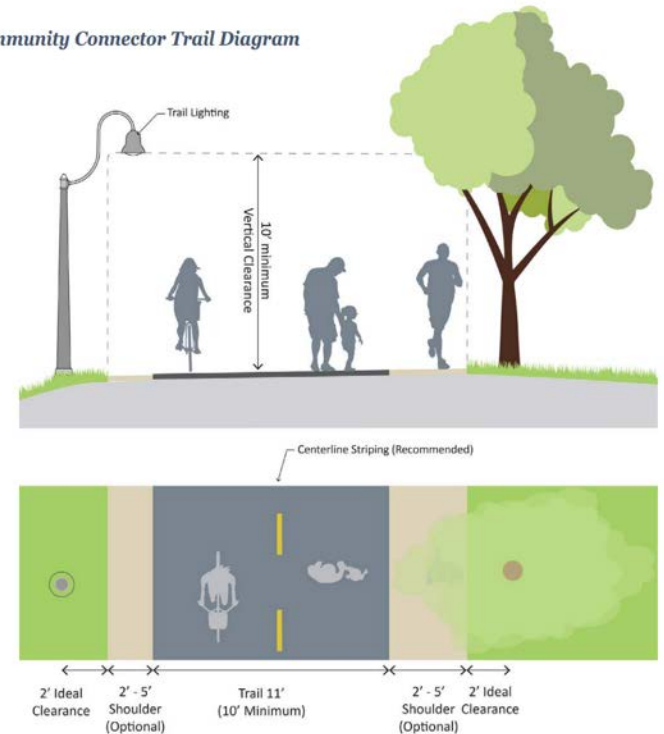 mmunity Connector Trail Diagram
Trail Lighting
10' minimum
Vertical Clearance
Centerline Striping (Recommended)
2' Ideal
Clearance
2' - 5'
Shoulder
(Optional)
Trail 11'
(10' Minimum)
2' - 5'
Shoulder
(Optional)
2' Ideal
Clearance